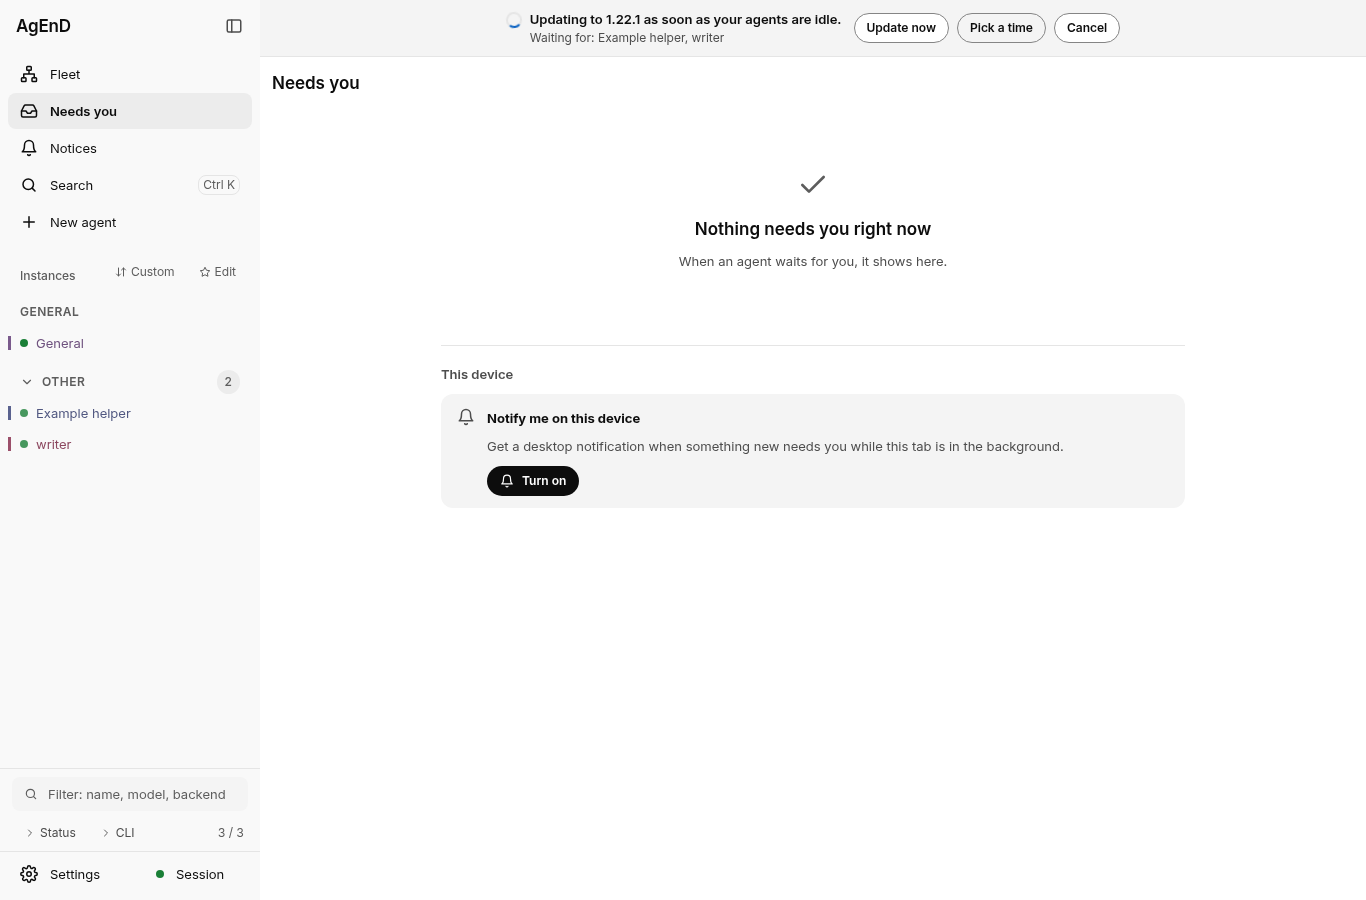 AgEnD
Fleet
Needs you
Notices
Search
Ctrl K
New agent
Instances
Custom
Edit
GENERAL
General
OTHER
2
Example helper
writer
Filter: name, model, backend
Status
CLI
3 / 3
Settings
Session
Updating to 1.22.1 as soon as your agents are idle.
Waiting for: Example helper, writer
Update now
Pick a time
Cancel
Needs you
Nothing needs you right now
When an agent waits for you, it shows here.
This device
Notify me on this device
Get a desktop notification when something new needs you while this tab is in the background.
Turn on